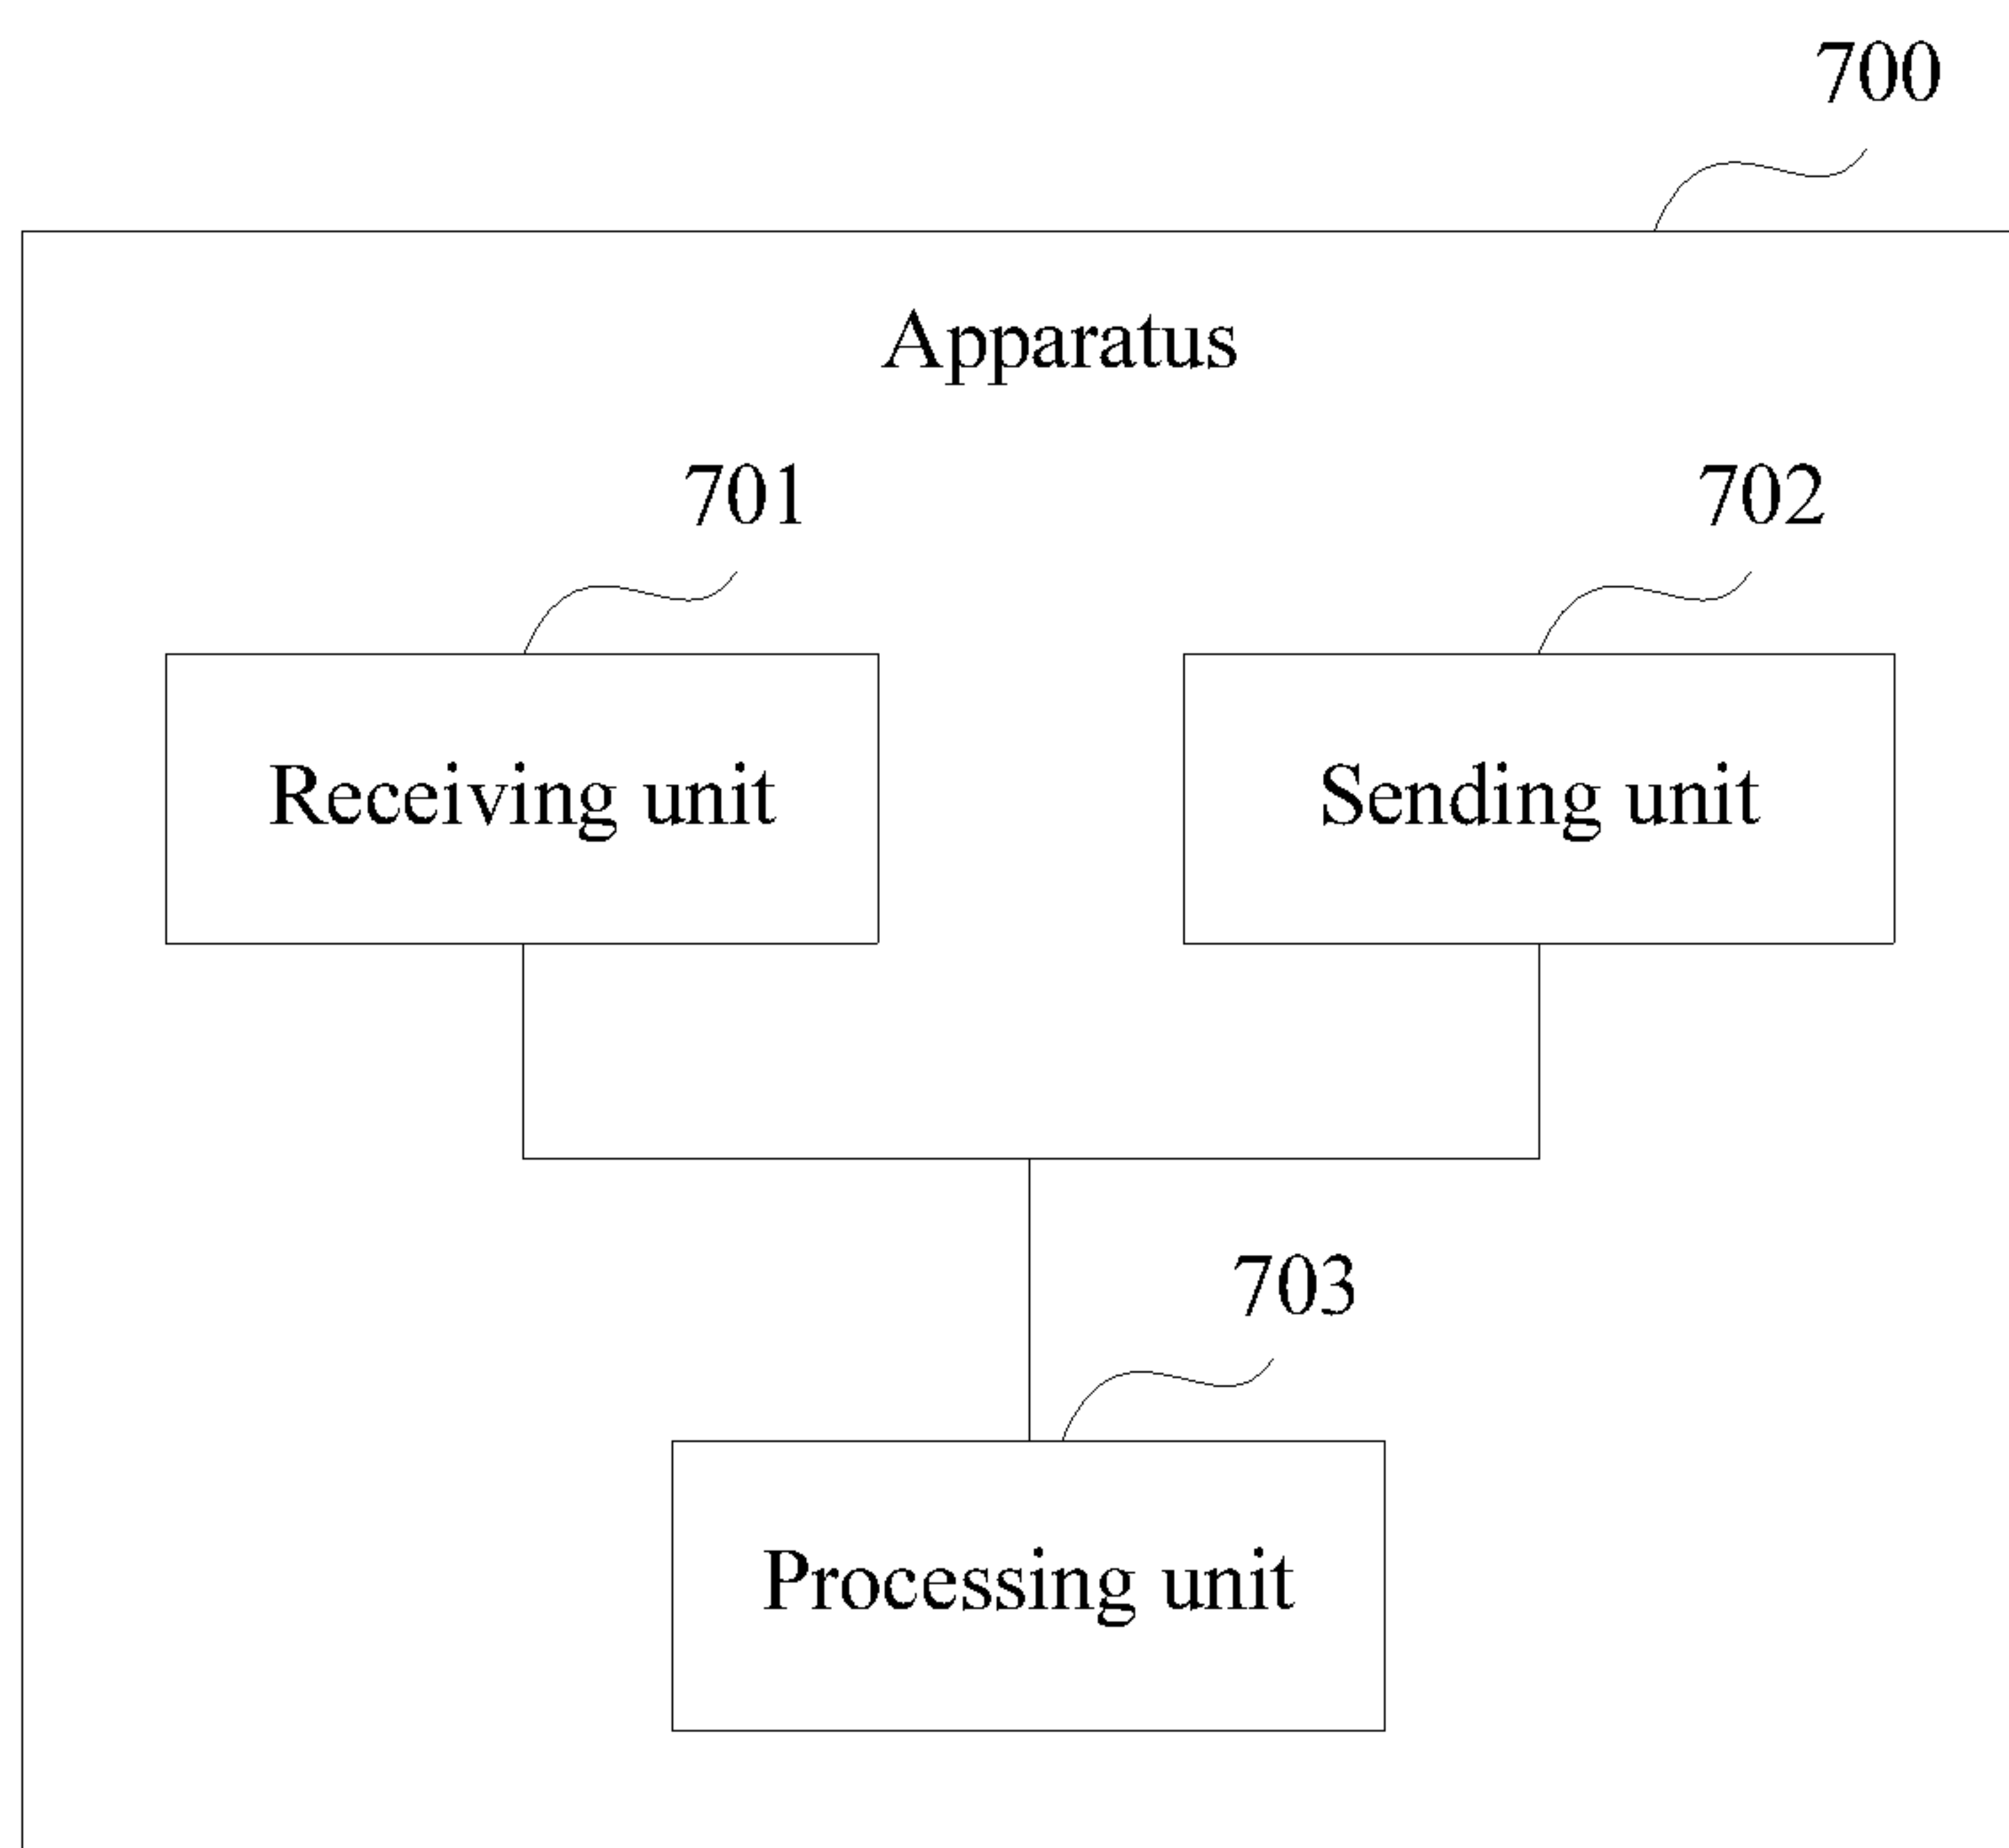 700
Apparatus
701
702
Receiving unit
Sending unit
703
Processing unit